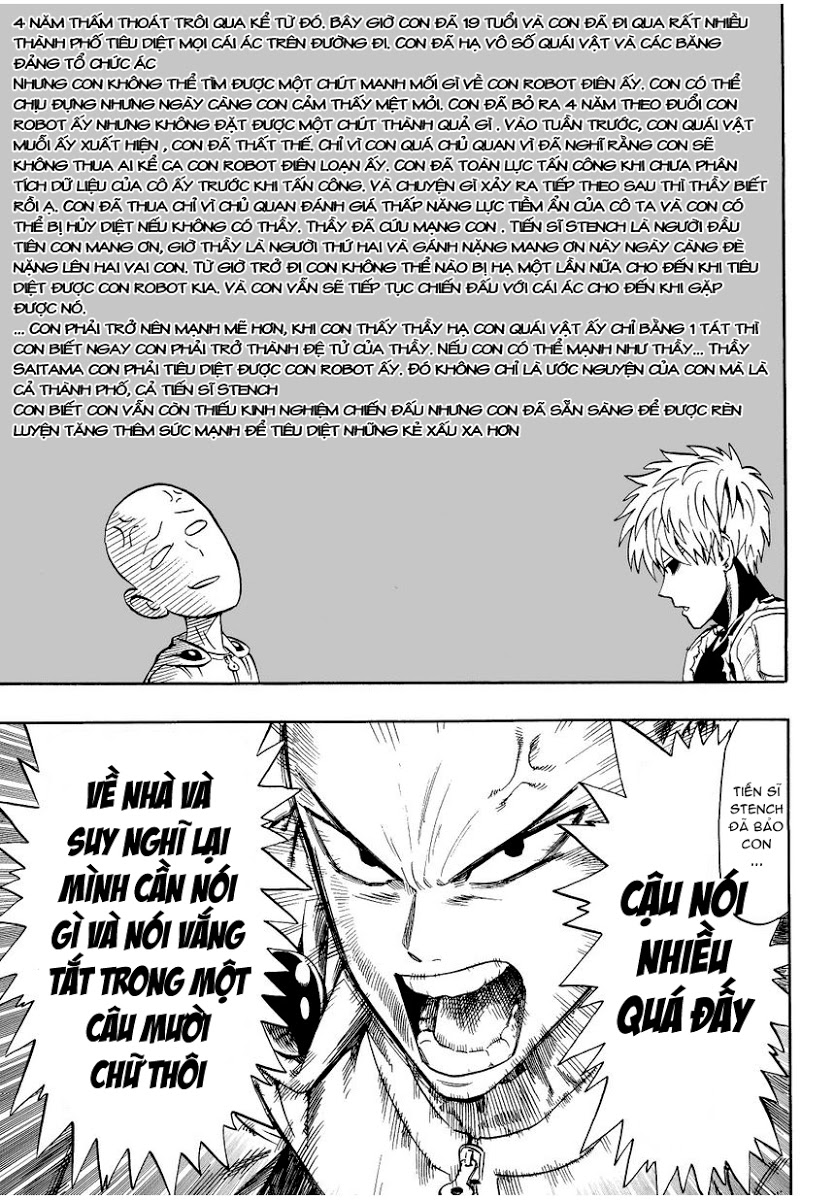 4 NĂM THẤM THOÁT TRÔI QUA KỂ TỪ ĐÓ. BÂY GIỜ CON ĐÃ 19 TUỔI VÀ CON ĐÃ ĐI QUA RẤT NHIỀU
THÀNH PHỐ TIÊU DIỆT MỌI CÁI ÁC TRÊN ĐƯỜNG ĐI. CON ĐÃ HẠ VÔ SỐ QUÁI VẬT VÀ CÁC BĂNG
ĐẢNG TỔ CHỨC ÁC
NHƯNG CON KHÔNG THỂ TÌM ĐƯỢC MỘT CHÚT MANH MỐI GÌ VỀ CON ROBOT ĐIÊN ẤY. CON CÓ THỂ
CHỊU ĐỰNG NHƯNG NGÀY CÀNG CON CẢM THẤY MỆT MỎI. CON ĐÃ BỎ RA 4 NĂM THEO ĐUỔI CON
ROBOT ẤY NHƯNG KHÔNG ĐẶT ĐƯỢC MỘT CHÚT THÀNH QUẢ GÌ . VÀO TUẦN TRƯỚC, CON QUÁI VẬT
MUỖI ẤY XUẤT HIỆN , CON ĐÃ THẤT THẾ. CHỈ VÌ CON QUÁ CHỦ QUAN VÌ ĐÃ NGHĨ RẰNG CON SẼ
KHÔNG THUA AI KỂ CA CON ROBOT ĐIÊN LOẠN ẤY. CON ĐÃ TOÀN LỰC TẤN CÔNG KHI CHƯA PHÂN
TÍCH DỮ LIỆU CỦA CÔ ẤY TRƯỚC KHI TẤN CÔNG. VÀ CHUYỆN GÌ XẢY RA TIẾP THEO SAU THÌ THẦY BIẾT
RỒI Ạ. CON ĐÃ THUA CHỈ VÌ CHỦ QUAN ĐÁNH GIÁ THẤP NĂNG LỰC TIỀM ẨN CỦA CÔ TA VÀ CON CÓ
THỂ BỊ HỦY DIỆT NẾU KHÔNG CÓ THẦY. THẦY ĐÃ CỨU MẠNG CON . TIẾN SĨ STENCH LÀ NGƯỜI ĐẦU
TIÊN CON MANG ƠN, GIỜ THẦY LÀ NGƯỜI THỨ HAI VÀ GÁNH NẶNG MANG ƠN NÀY NGÀY CÀNG ĐÈ
NẶNG LÊN HAI VAI CON. TỪ GIỜ TRỞ ĐI CON KHÔNG THỂ NÀO BỊ HẠ MỘT LẦN NỮA CHO ĐẾN KHI TIÊU
DIỆT ĐƯỢC CON ROBOT KIA. VÀ CON VẪN SẼ TIẾP TỤC CHIẾN ĐẤU VỚI CÁI ÁC CHO ĐẾN KHI GẶP
ĐƯỢC NÓ.
... CON PHẢI TRỞ NÊN MẠNH MẼ HƠN, KHI CON THẤY THẦY HẠ CON QUÁI VẬT ẤY CHỈ BẰNG 1 TÁT THÌ
CON BIẾT NGAY CON PHẢI TRỞ THÀNH ĐỆ TỬ CỦA THẦY. NẾU CON CÓ THỂ MẠNH NHƯ THẦY... THẦY
SAITAMA CON PHẢI TIÊU DIỆT ĐƯỢC CON ROBOT ẤY. ĐÓ KHÔNG CHỈ LÀ ƯỚC NGUYỆN CỦA CON MÀ LÀ
CẢ THÀNH PHỐ, CẢ TIẾN SĨ STENCH
CON BIẾT CON VẪN CÒN THIẾU KINH NGHIỆM CHIẾN ĐẤU NHƯNG CON ĐÃ SẴN SÀNG ĐỂ ĐƯỢC RÈN
LUYỆN TĂNG THÊM SỨC MẠNH ĐỂ TIÊU DIỆT NHỮNG KẺ XẤU XA HƠN
TIẾN SĨ
STENCH
ĐÃ BẢO
CON
...
CẬU NÓI
NHIỀU
QUÁ ĐẤY
VỀ NHÀ VÀ
SUY NGHĨ LẠI
MÌNH CẦN NÓI
GÌ VÀ NÓI VẮNG
TẮT TRONG MỘT
CÂU MƯỜI
CHỮ THÔI